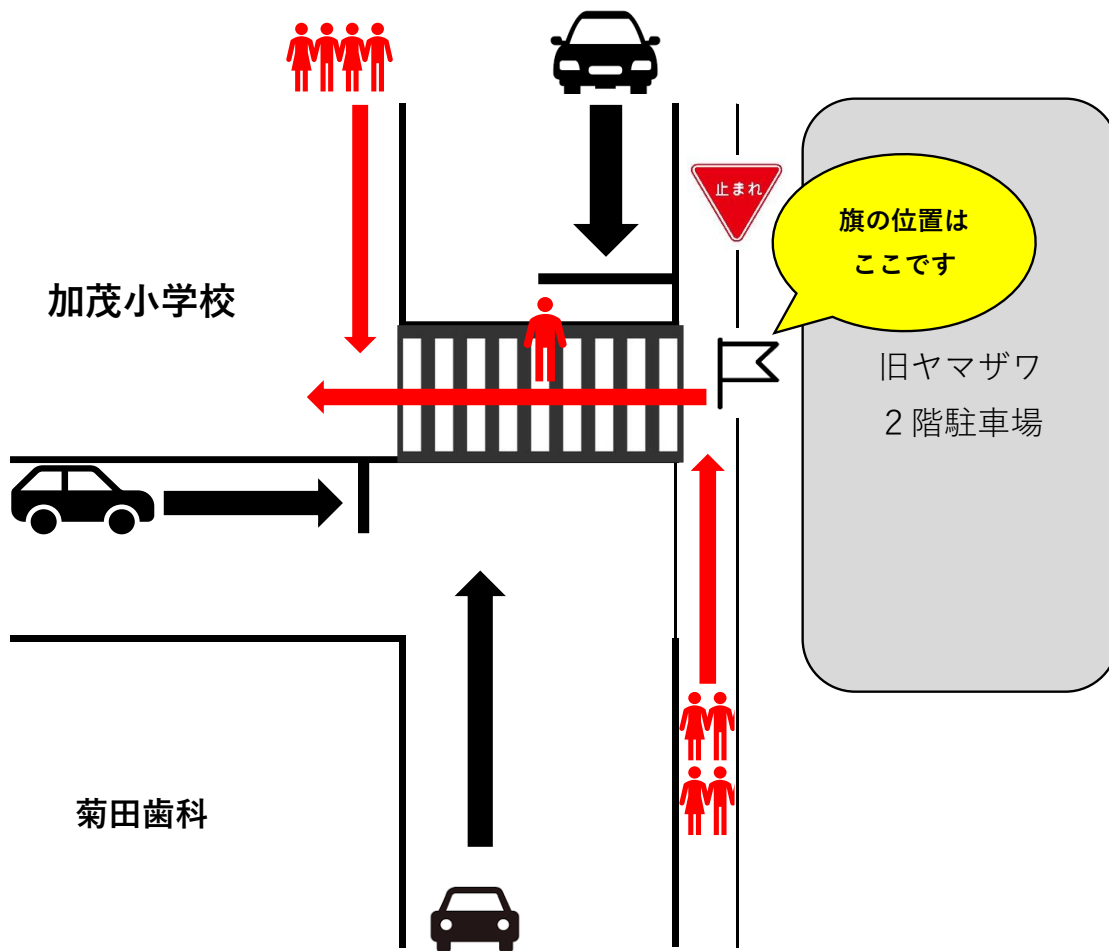 止まれ
旗の位置は
ここです
加茂小学校
旧ヤマザワ
２階駐車場
菊田歯科